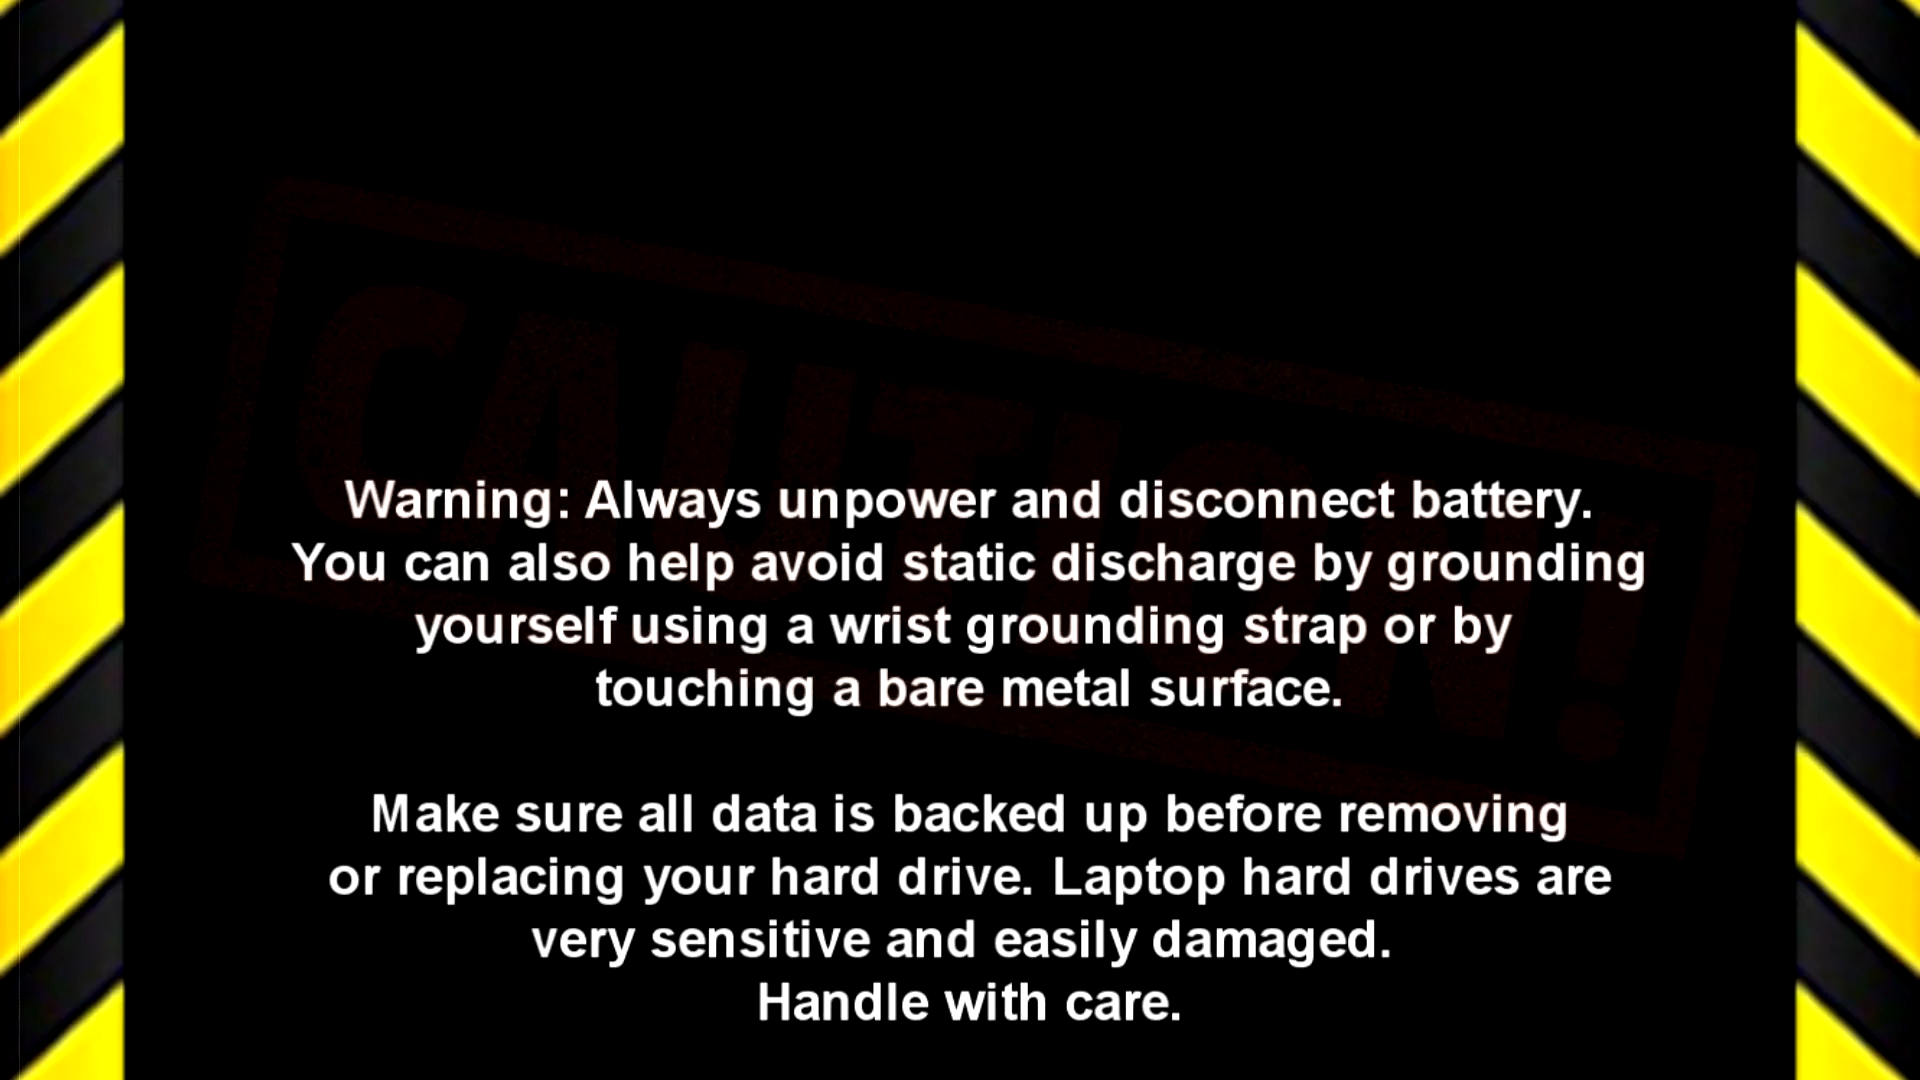 CAUTION!
Warning: Always unpower and disconnect battery.
You can also help avoid static discharge by grounding
yourself using a wrist grounding strap or by
touching a bare metal surface.
Make sure all data is backed up before removing
or replacing your hard drive. Laptop hard drives are
very sensitive and easily damaged.
Handle with care.